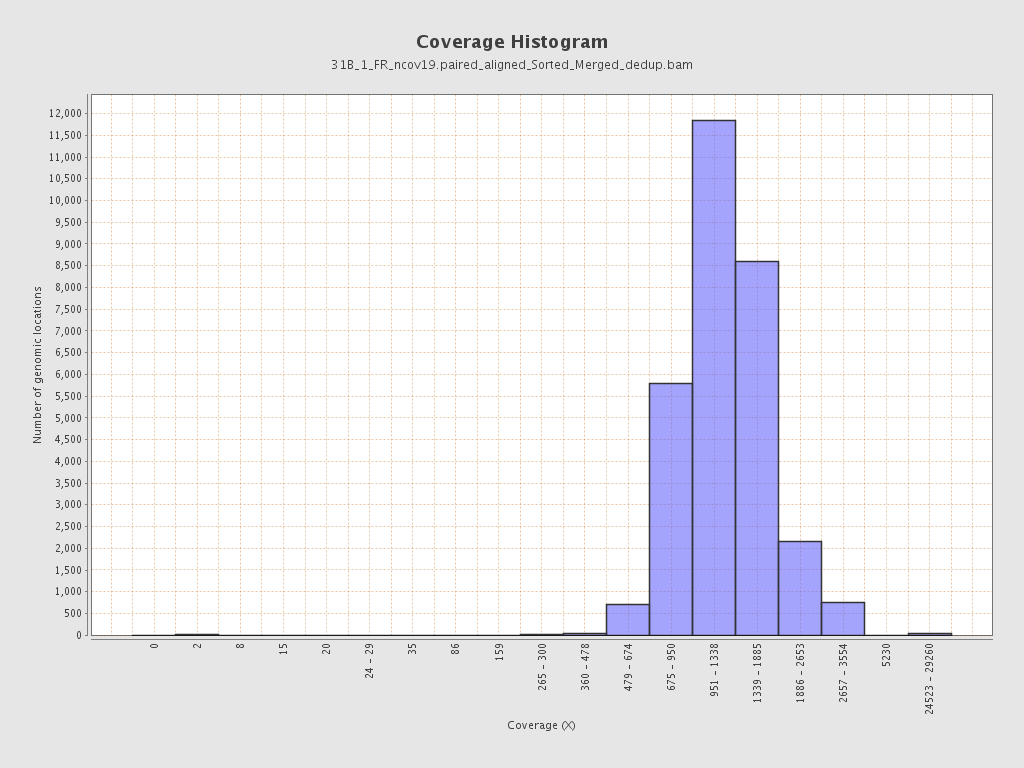 Coverage Histogram
31B_1_FR_ncov19.paired_aligned_Sorted_Merged_dedup.bam
Number of genomic locations
12,000
11,500
11,000
10,500
10,000
9,500
9,000
8,500
8,000
7,500
7,000
6,500
6,000
5,500
5,000
4,500
4,000
3,500
3,000
2,500
2,000
1,500
1,000
500
0
0
2
8
15
20
24 - 29
35
86
159
265 - 300
360 - 478
479 - 674
675 - 950
951 - 1338
1339 - 1885
1886 - 2653
2657 - 3554
5230
24523 - 29260
Coverage (X)